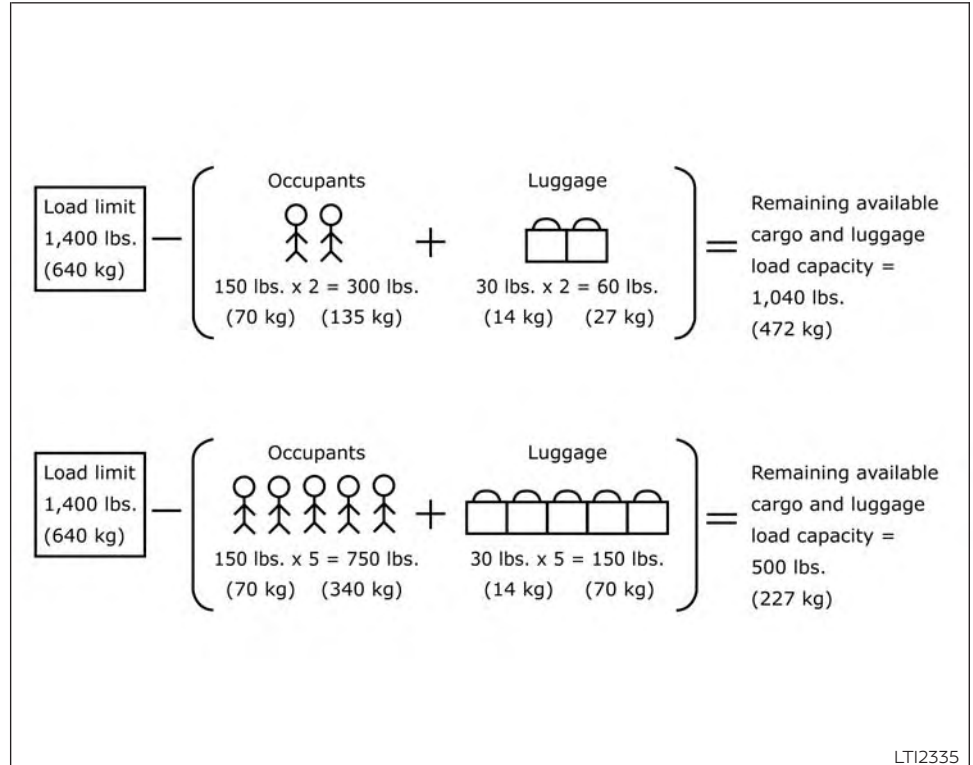 Occupants
Luggage
Load limit
1,400 lbs.
(640 kg)
150 lbs. x 2 = 300 lbs.
(70 kg) (135 kg)
+
30 lbs. x 2 = 60 lbs.
(14 kg) (27 kg)
=
Remaining available
cargo and luggage
load capacity =
1,040 lbs.
(472 kg)
Occupants
Luggage
Load limit
1,400 lbs.
(640 kg)
150 lbs. x 5 = 750 lbs.
(70 kg) (340 kg)
+
30 lbs. x 5 = 150 lbs.
(14 kg) (70 kg)
=
Remaining available
cargo and luggage
load capacity =
500 lbs.
(227 kg)
LTI2335